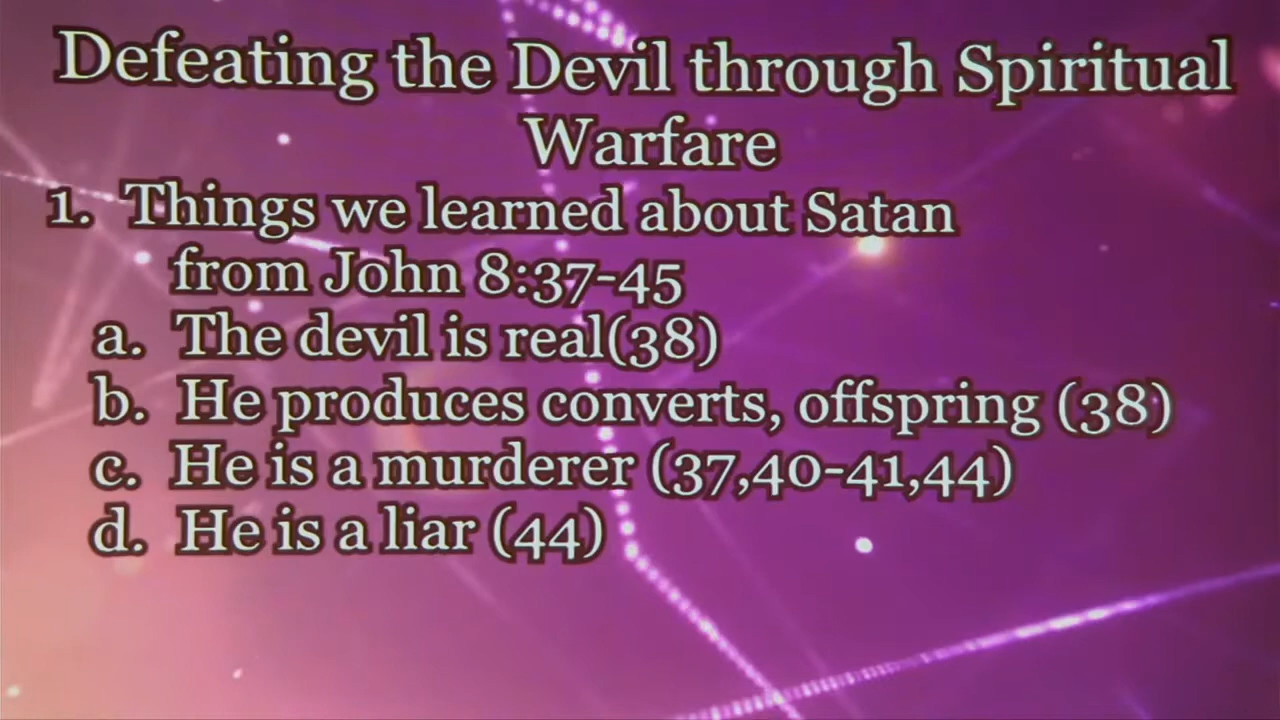 Defeating the Devil through Spiritual
Warfare
1. Things we learned about Satan
from John 8:37-45
a. The devil is real(38)
b. He produces converts, offspring (38)
c. He is a murderer (37,40-41,44)
d. He is a liar (44)